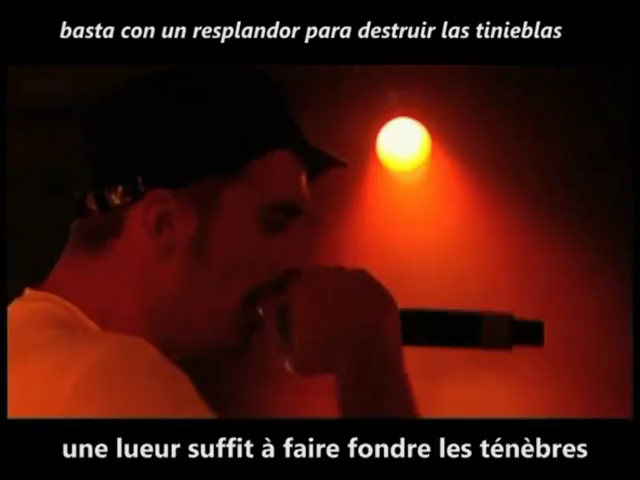 basta con un resplandor para destruir las tinieblas
une lueur suffit à faire fondre les ténèbres